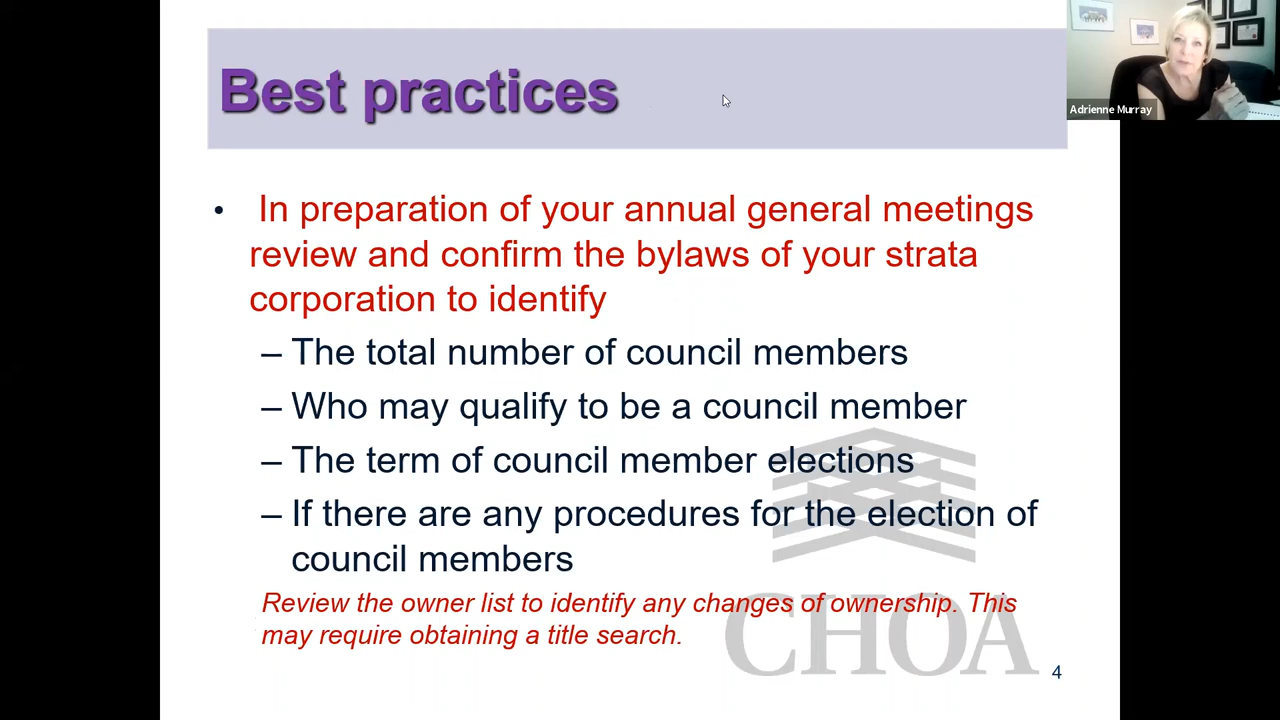 Best practices
Adrienne Murray
• In preparation of your annual general meetings
review and confirm the bylaws of your strata
corporation to identify
– The total number of council members
– Who may qualify to be a council member
– The term of council member elections
– If there are any procedures for the election of
council members
Review the owner list to identify any changes of ownership. This
may require obtaining a title search.
CHOA
4